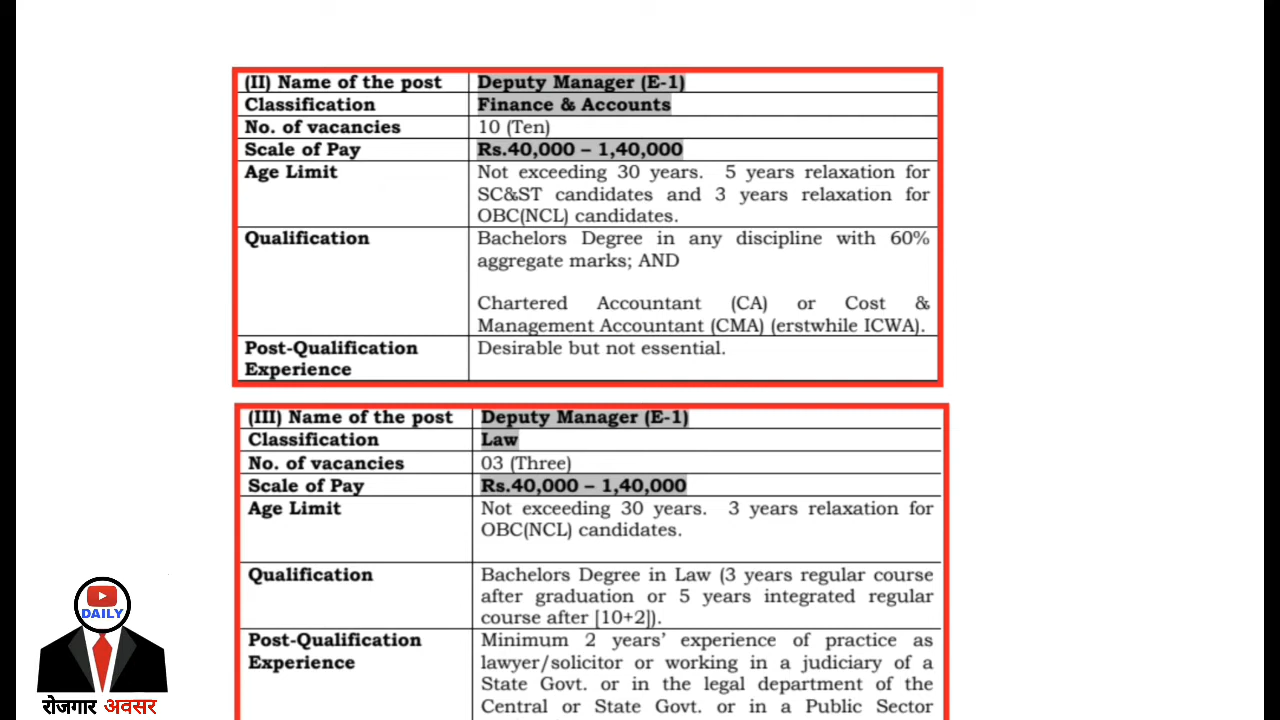 (II) Name of the post Deputy Manager (E-1)
Classification Finance & Accounts
No. of vacancies 10 (Ten)
Scale of Pay Rs.40,000 – 1,40,000
Age Limit Not exceeding 30 years. 5 years relaxation for
SC&ST candidates and 3 years relaxation for
OBC(NCL) candidates.
Qualification Bachelors Degree in any discipline with 60%
aggregate marks; AND
Chartered Accountant (CA) or Cost &
Management Accountant (CMA) (erstwhile ICWA).
Post-Qualification Desirable but not essential.
Experience
(III) Name of the post Deputy Manager (E-1)
Classification Law
No. of vacancies 03 (Three)
Scale of Pay Rs.40,000 – 1,40,000
Age Limit Not exceeding 30 years. 3 years relaxation for
OBC(NCL) candidates.
Qualification Bachelors Degree in Law (3 years regular course
after graduation or 5 years integrated regular
course after [10+2]).
Post-Qualification Minimum 2 years’ experience of practice as
Experience lawyer/solicitor or working in a judiciary of a
State Govt. or in the legal department of the
Central or State Govt. or in a Public Sector
DAILY
रोजगार अवसर